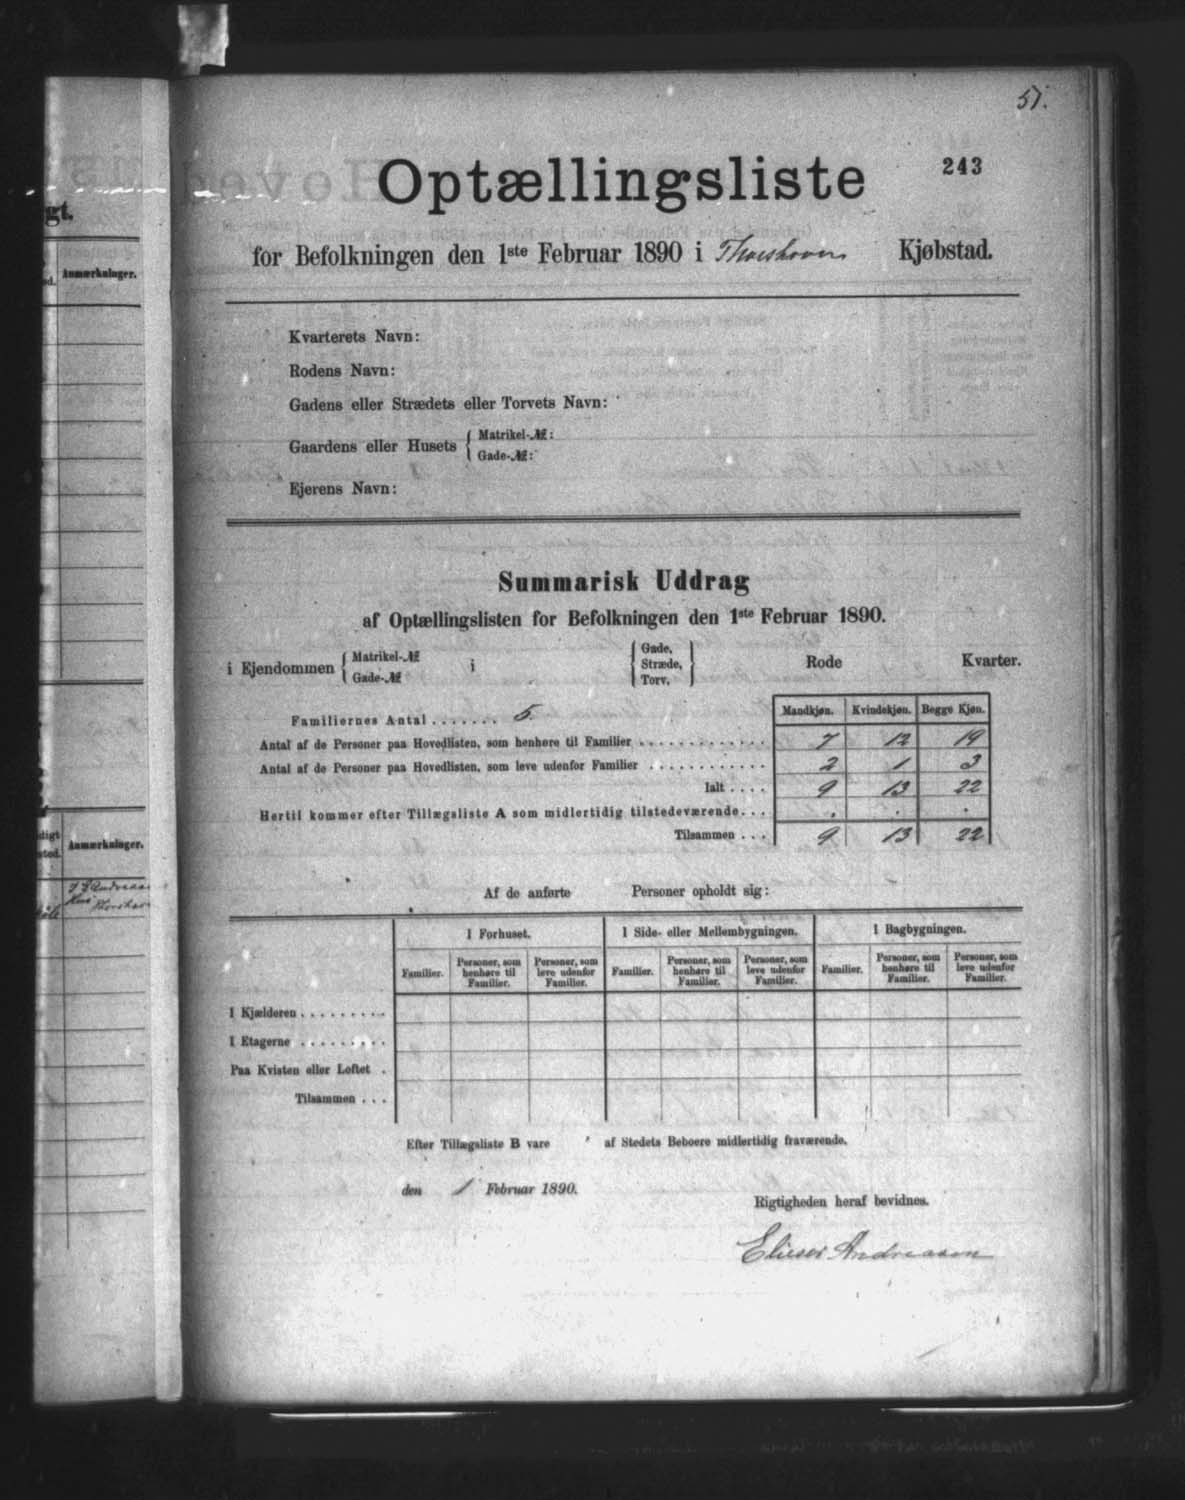 51.
243
Optællingsliste
for Befolkningen den 1ste Februar 1890 i Thorshavn Kjøbstad.
Kvarterets Navn:
Rodens Navn:
Gadens eller Strædets eller Torvets Navn:
Gaardens eller Husets { Matrikel-№:
Gade-№:
Ejerens Navn:
Summarisk Uddrag
af Optællingslisten for Befolkningen den 1ste Februar 1890.
i Ejendommen { Matrikel-№ Gade-№ i { Gade, Stræde, Torv, } Rode Kvarter.
Mandkjøn. Kvindekjøn. Begge Kjøn.
Familiernes Antal ....... 5.
Antal af de Personer paa Hovedlisten, som henhøre til Familier ............. 7 12 19
Antal af de Personer paa Hovedlisten, som leve udenfor Familier ............ 2 1 3
Ialt .... 9 13 22
Hertil kommer efter Tillægsliste A som midlertidig tilstedeværende... . . .
Tilsammen ... 9 13 22
Af de anførte Personer opholdt sig:
I Forhuset. I Side- eller Mellembygningen. I Bagbygningen.
Familier. Personer, som henhøre til Familier. Personer, som leve udenfor Familier. Familier. Personer, som henhøre til Familier. Personer, som leve udenfor Familier. Familier. Personer, som henhøre til Familier. Personer, som leve udenfor Familier.
I Kjælderen .........
I Etagerne ........
Paa Kvisten eller Loftet .
Tilsammen ...
Efter Tillægsliste B vare " af Stedets Beboere midlertidig fraværende.
den 1 Februar 1890.
Rigtigheden heraf bevidnes.
Elieser Andreasen
gt.
Anmærkninger.
Anmærkninger.